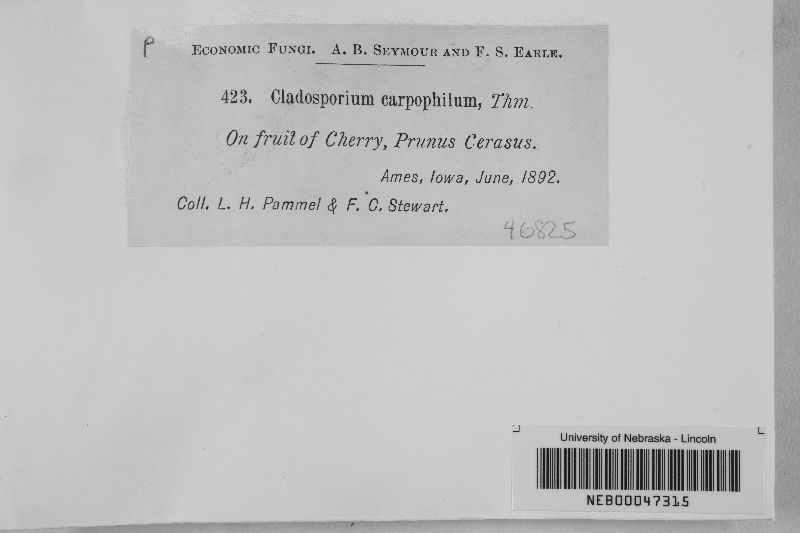 P
ECONOMIC FUNGI. A. B. SEYMOUR AND F. S. EARLE.
423. Cladosporium carpophilum, Thm.
On fruit of Cherry, Prunus Cerasus.
Ames, Iowa, June, 1892.
Coll. L. H. Pammel & F. C. Stewart.
46825
University of Nebraska - Lincoln
NEB00047315